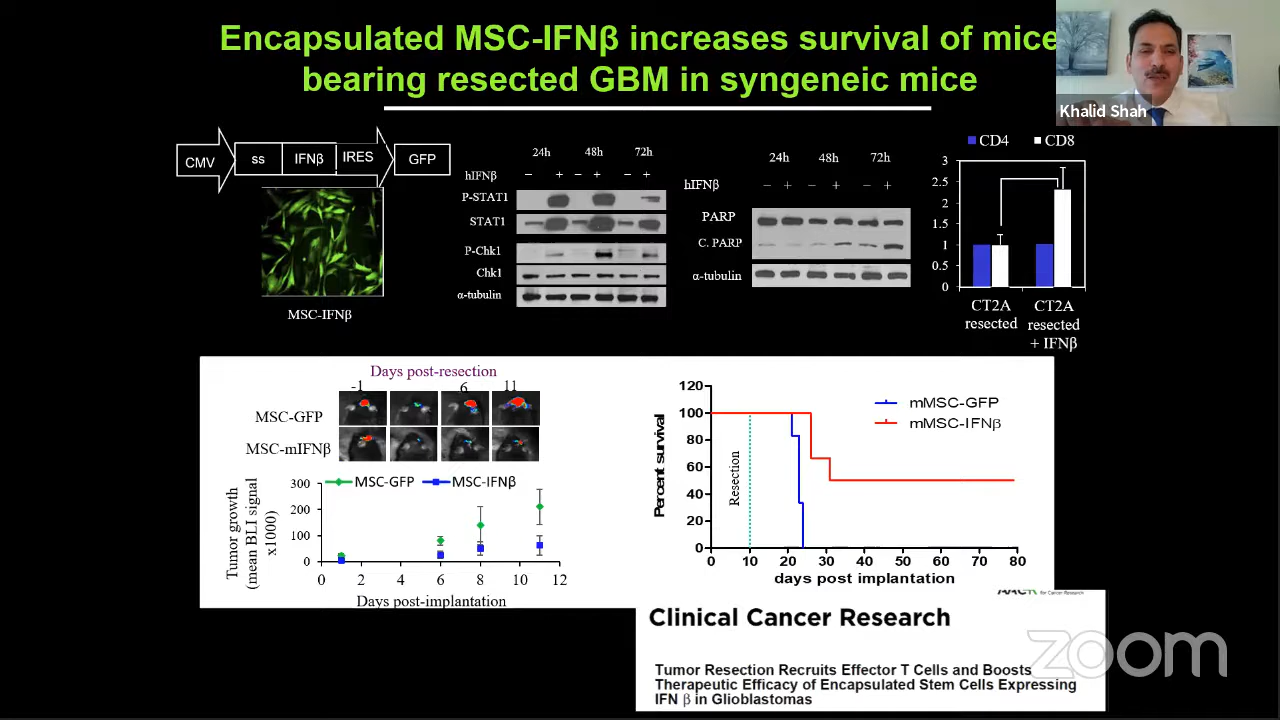 Encapsulated MSC-IFNβ increases survival of mice
bearing resected GBM in syngeneic mice
Khalid Shah
CMV ss IFNβ IRES GFP
MSC-IFNβ
24h 48h 72h
hIFNβ − + − + − +
P-STAT1
STAT1
P-Chk1
Chk1
α-tubulin
24h 48h 72h
hIFNβ − + − + − +
PARP
C. PARP
α-tubulin
CD4 CD8
3
2.5
2
1.5
1
0.5
0
CT2A
resected
CT2A
resected
+ IFNβ
Days post-resection
-1 6 11
MSC-GFP
MSC-mIFNβ
MSC-GFP MSC-IFNβ
Tumor growth
(mean BLI signal
x1000)
300
200
100
0
0 2 4 6 8 10 12
Days post-implantation
mMSC-GFP
mMSC-IFNβ
Percent survival
120
100
80
60
40
20
0
Resection
0 10 20 30 40 50 60 70 80
days post implantation
for Cancer Research
Clinical Cancer Research
Tumor Resection Recruits Effector T Cells and Boosts
Therapeutic Efficacy of Encapsulated Stem Cells Expressing
IFN β in Glioblastomas
zoom